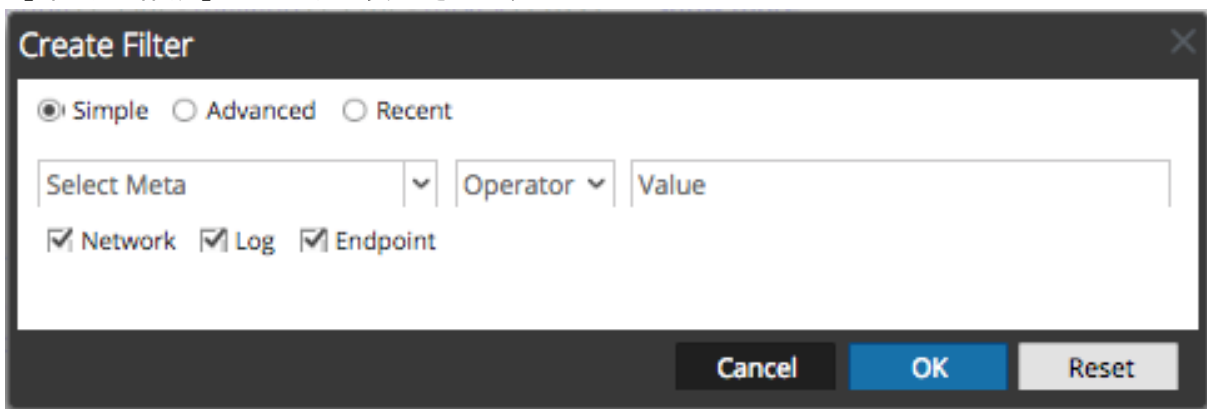 Create Filter
Simple Advanced Recent
Select Meta Operator Value
Network Log Endpoint
Cancel OK Reset